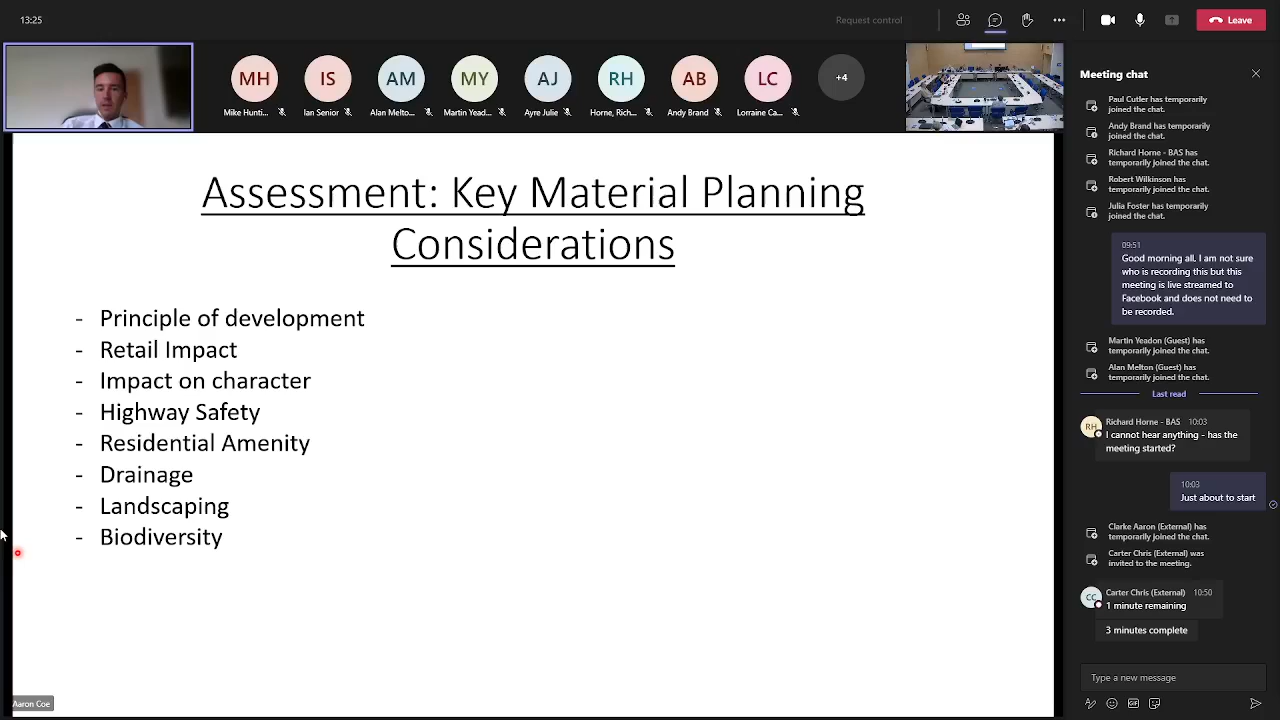 13:25
Request control
Leave
MH
IS
AM
MY
AJ
RH
AB
LC
+4
Mike Hunti...
Ian Senior
Alan Melto...
Martin Yead...
Ayre Julie
Horne, Rich...
Andy Brand
Lorraine Ca...
Assessment: Key Material Planning
Considerations
- Principle of development
- Retail Impact
- Impact on character
- Highway Safety
- Residential Amenity
- Drainage
- Landscaping
- Biodiversity
Aaron Coe
Meeting chat
Paul Cutler has temporarily
joined the chat.
Andy Brand has temporarily
joined the chat.
Richard Horne - BAS has
temporarily joined the chat.
Robert Wilkinson has
temporarily joined the chat.
Julia Foster has temporarily
joined the chat.
09:51
Good morning all. I am not sure
who is recording this but this
meeting is live streamed to
Facebook and does not need to
be recorded.
Martin Yeadon (Guest) has
temporarily joined the chat.
Alan Melton (Guest) has
temporarily joined the chat.
Last read
RH
Richard Horne - BAS 10:03
I cannot hear anything - has the
meeting started?
10:03
Just about to start
Clarke Aaron (External) has
temporarily joined the chat.
Carter Chris (External) was
invited to the meeting.
CC
Carter Chris (External) 10:50
1 minute remaining
3 minutes complete
Type a new message